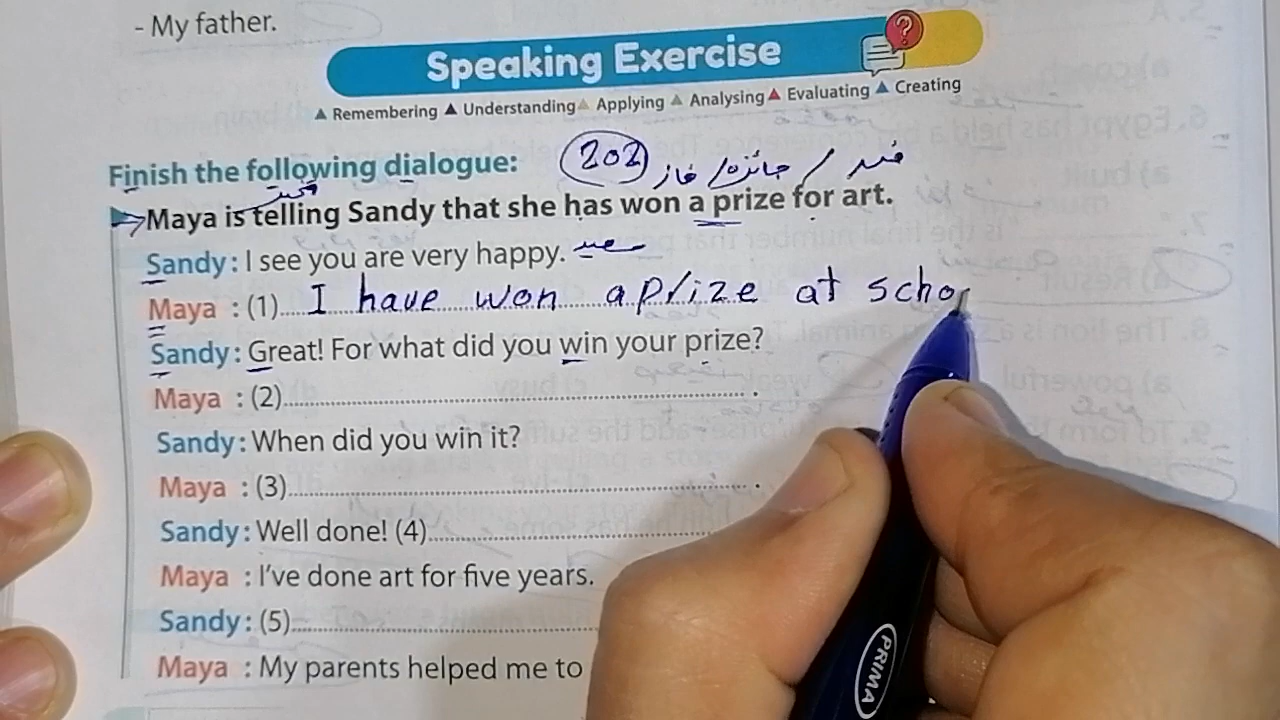 - My father.
Speaking Exercise
▲ Remembering ▲ Understanding ▲ Applying ▲ Analysing ▲ Evaluating ▲ Creating
Finish the following dialogue: 202 فاز / جائزة /
Maya is telling Sandy that she has won a prize for art.
Sandy : I see you are very happy.
Maya : (1) I have won a prize at scho
Sandy : Great! For what did you win your prize?
Maya : (2) .
Sandy : When did you win it?
Maya : (3) .
Sandy : Well done! (4)
Maya : I've done art for five years.
Sandy : (5)
Maya : My parents helped me to
PRIMA